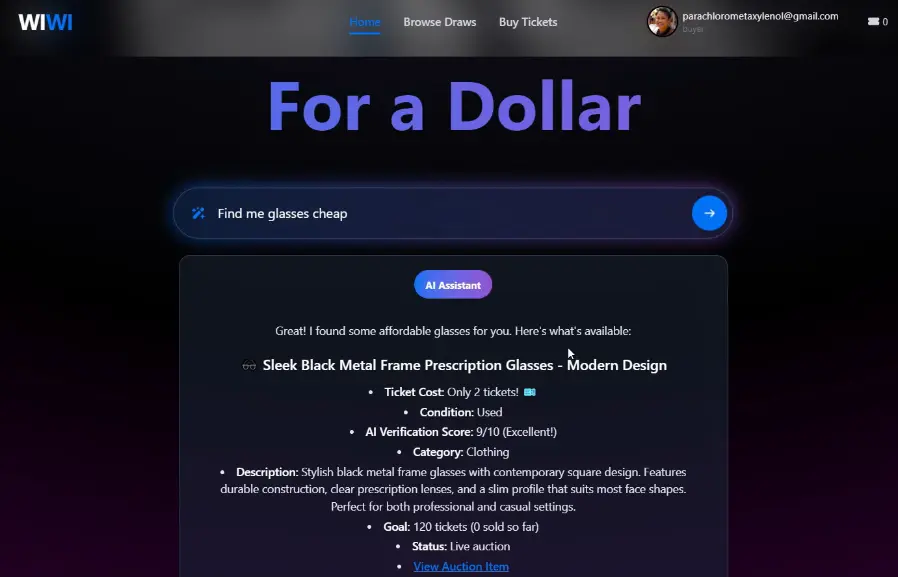 WIWI
Home Browse Draws Buy Tickets
parachlorometaxylenol@gmail.com
Buyer
0
For a Dollar
Find me glasses cheap
AI Assistant
Great! I found some affordable glasses for you. Here's what's available:
Sleek Black Metal Frame Prescription Glasses - Modern Design
• Ticket Cost: Only 2 tickets!
• Condition: Used
• AI Verification Score: 9/10 (Excellent!)
• Category: Clothing
• Description: Stylish black metal frame glasses with contemporary square design. Features
durable construction, clear prescription lenses, and a slim profile that suits most face shapes.
Perfect for both professional and casual settings.
• Goal: 120 tickets (0 sold so far)
• Status: Live auction
• View Auction Item